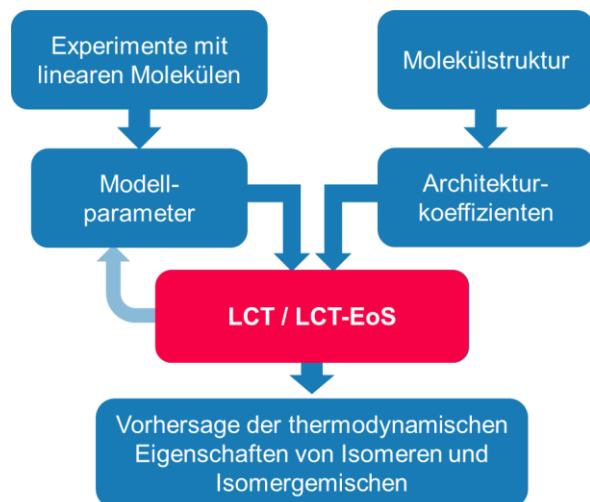 Experimente mit
linearen Molekülen
Molekülstruktur
Modell-
parameter
Architektur-
koeffizienten
LCT / LCT-EoS
Vorhersage der thermodynamischen
Eigenschaften von Isomeren und
Isomergemischen